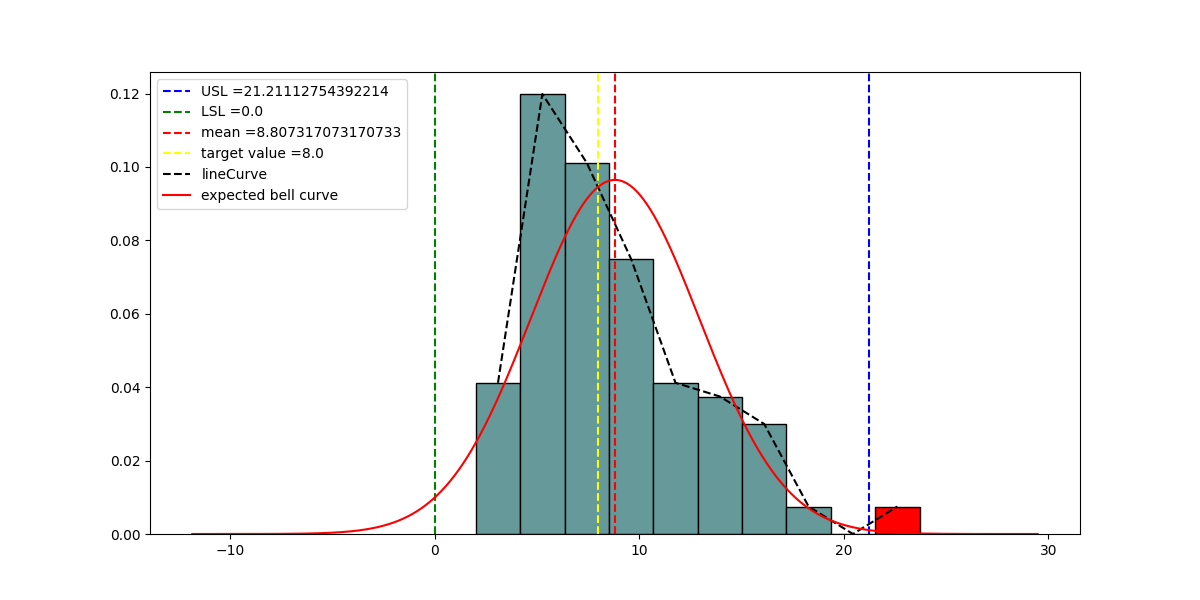 USL =21.21112754392214
LSL =0.0
mean =8.807317073170733
target value =8.0
lineCurve
expected bell curve
0.12
0.10
0.08
0.06
0.04
0.02
0.00
−10
0
10
20
30